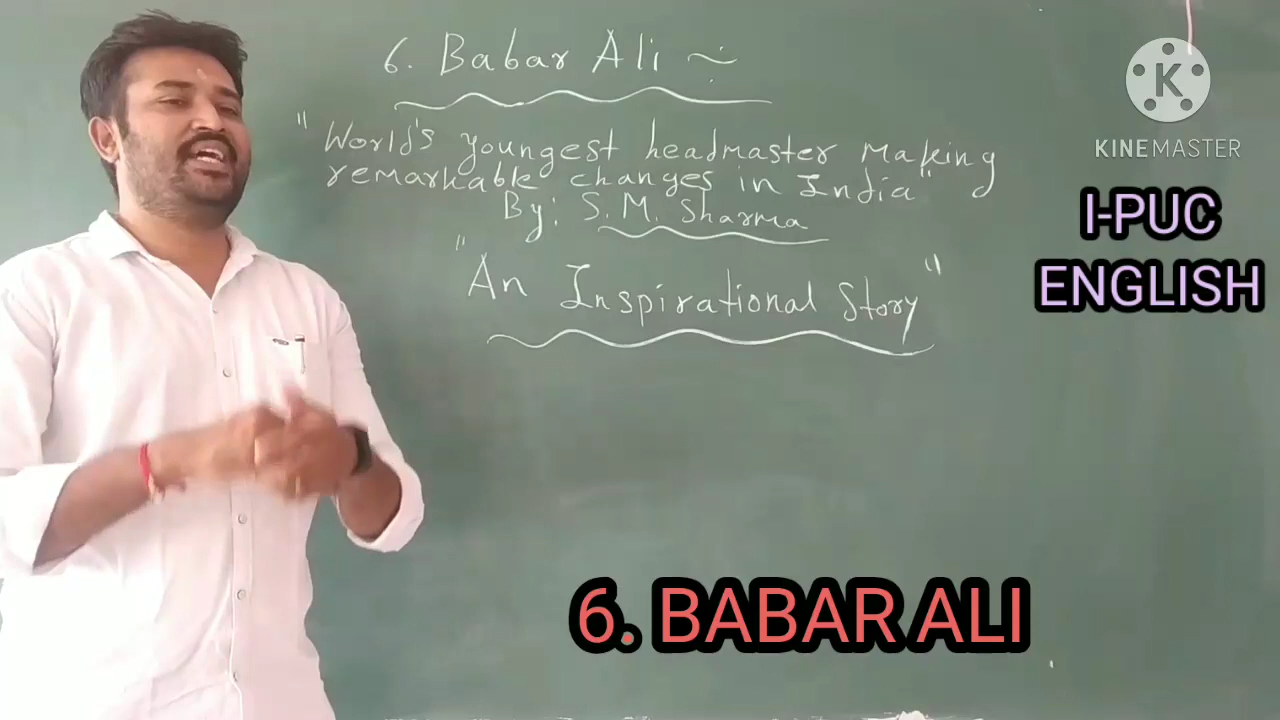 6. Babar Ali ~
"World's youngest headmaster making
remarkable changes in India"
By: S. M. Sharma
"An Inspirational Story"
K
KINEMASTER
I-PUC
ENGLISH
6. BABAR ALI